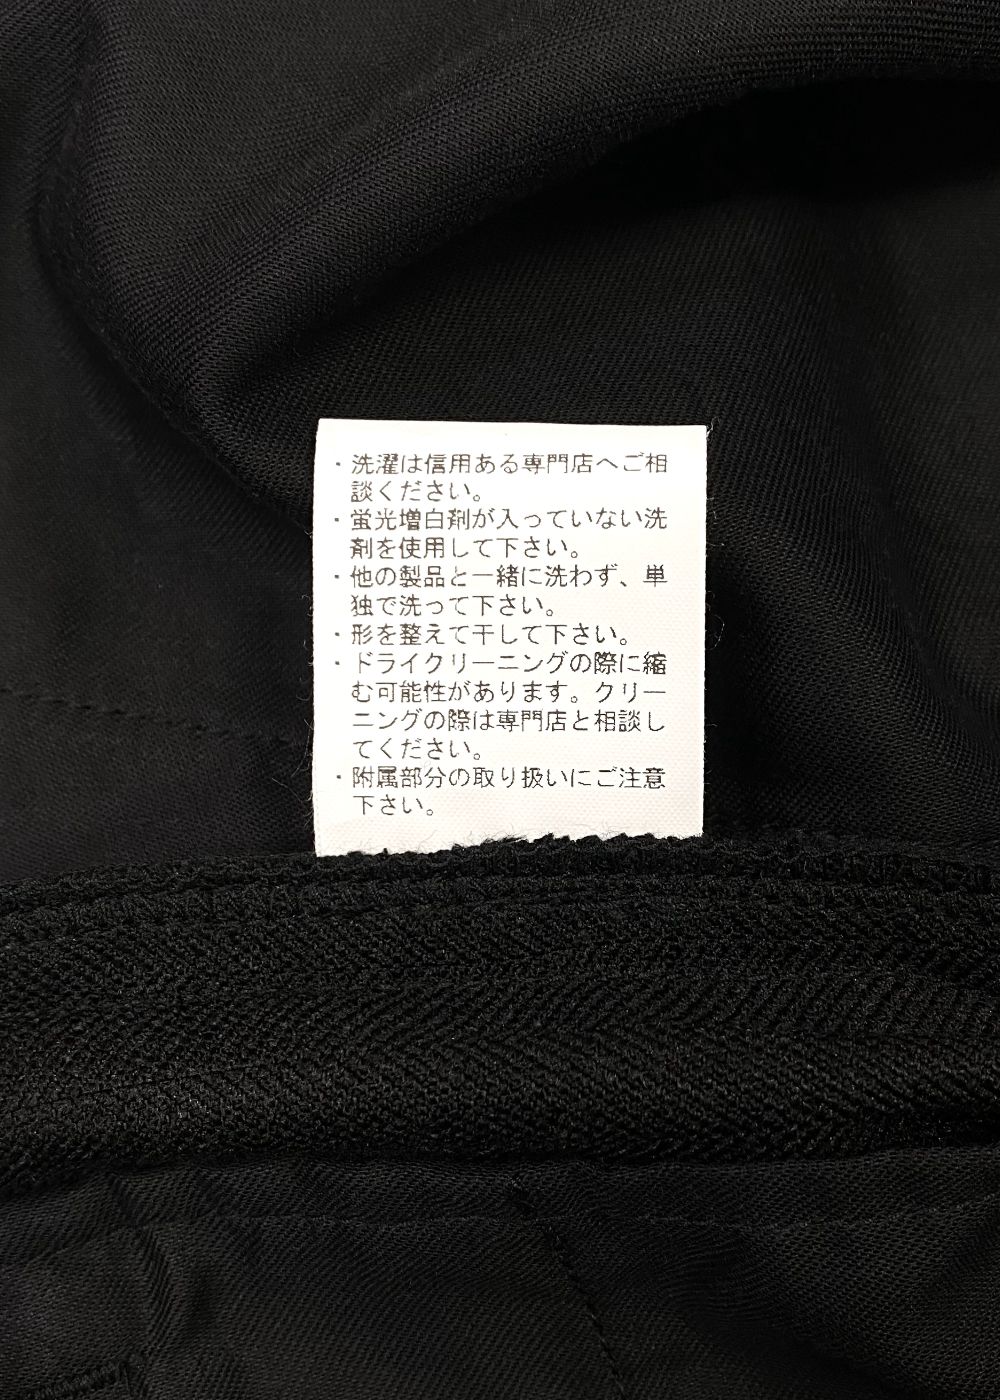 ・洗濯は信用ある専門店へご相
談ください。
・蛍光増白剤が入っていない洗
剤を使用して下さい。
・他の製品と一緒に洗わず、単
独で洗って下さい。
・形を整えて干して下さい。
・ドライクリーニングの際に縮
む可能性があります。クリー
ニングの際は専門店と相談し
てください。
・附属部分の取り扱いにご注意
下さい。